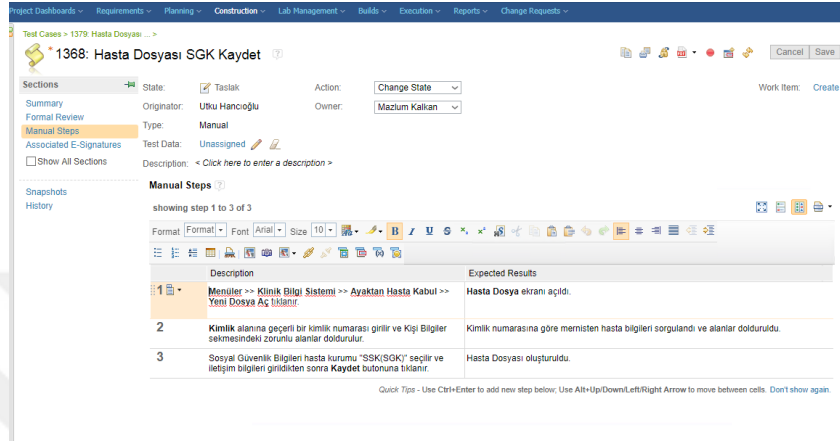 Project Dashboards Requirements Planning Construction Lab Management Builds Execution Reports Change Requests
Test Cases > 1379: Hasta Dosyası ... >
* 1368: Hasta Dosyası SGK Kaydet
Cancel Save
Sections
Summary
Formal Review
Manual Steps
Associated E-Signatures
Show All Sections
Snapshots
History
State: Taslak Action: Change State Work Item: Create
Originator: Utku Hancıoğlu Owner: Mazlum Kalkan
Type: Manual
Test Data: Unassigned
Description: < Click here to enter a description >
Manual Steps
showing step 1 to 3 of 3
Format Format Font Arial Size 10 B I U S
Description Expected Results
1 Menüler >> Klinik Bilgi Sistemi >> Ayaktan Hasta Kabul >> Hasta Dosya ekranı açıldı.
Yeni Dosya Aç tıklanır.
2 Kimlik alanına geçerli bir kimlik numarası girilir ve Kişi Bilgiler Kimlik numarasına göre mernisten hasta bilgileri sorgulandı ve alanlar dolduruldu.
sekmesindeki zorunlu alanlar doldurulur.
3 Sosyal Güvenlik Bilgileri hasta kurumu "SSK(SGK)" seçilir ve Hasta Dosyası oluşturuldu.
iletişim bilgileri girildikten sonra Kaydet butonuna tıklanır.
Quick Tips - Use Ctrl+Enter to add new step below; Use Alt+Up/Down/Left/Right Arrow to move between cells. Don't show again.